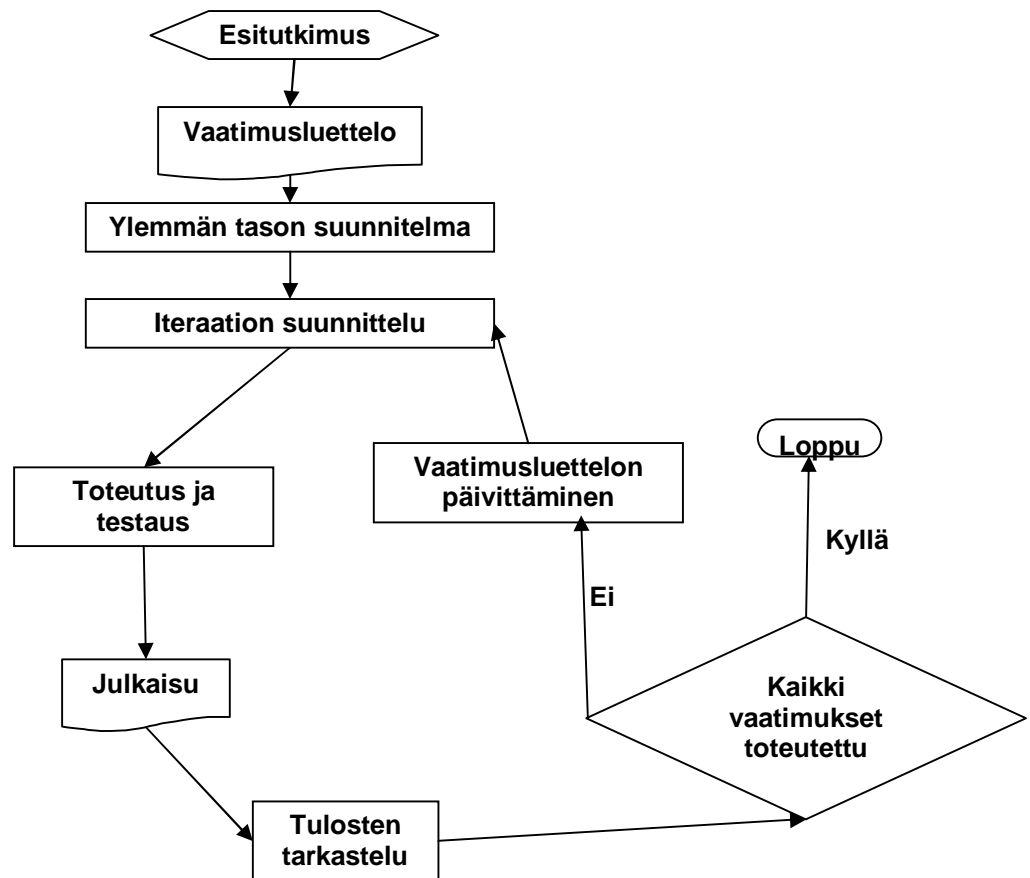 Esitutkimus
Vaatimusluettelo
Ylemmän tason suunnitelma
Iteraation suunnittelu
Toteutus ja
testaus
Vaatimusluettelon
päivittäminen
Loppu
Kyllä
Ei
Julkaisu
Kaikki
vaatimukset
toteutettu
Tulosten
tarkastelu